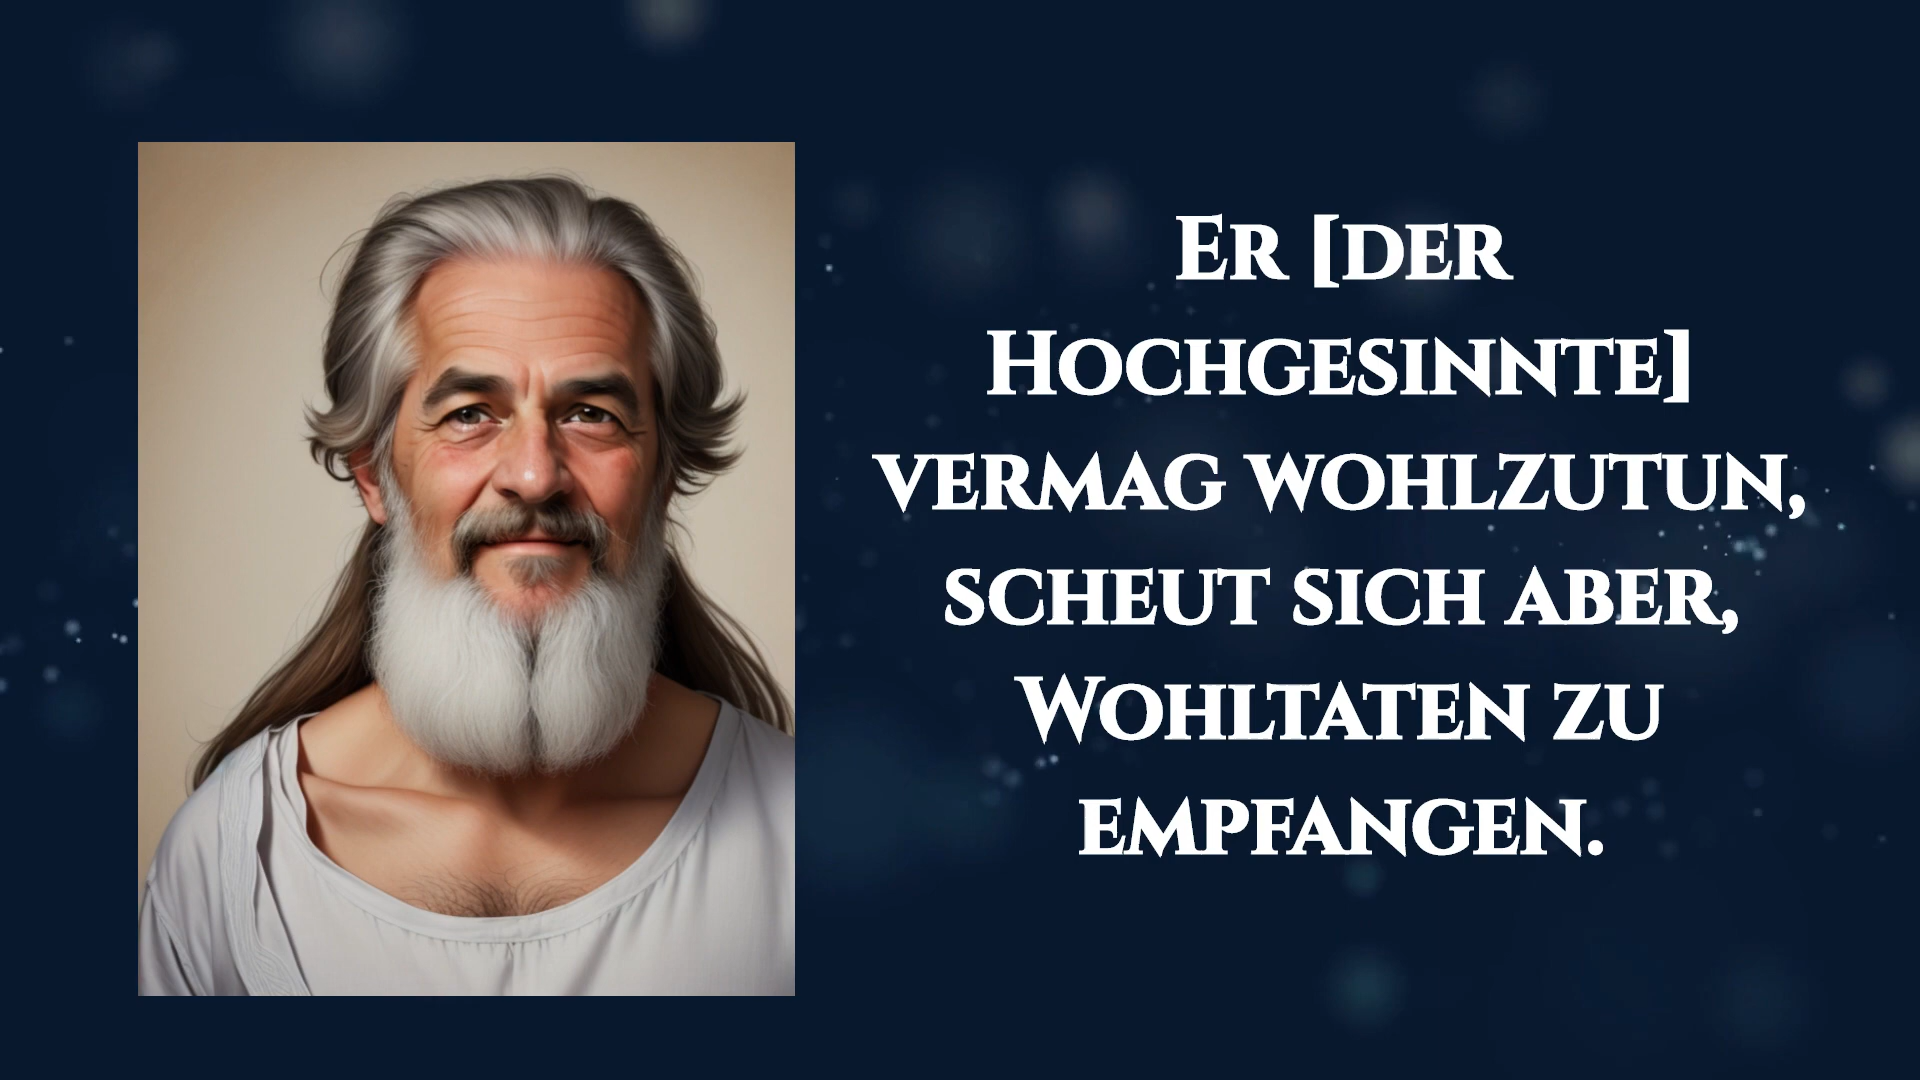 Er [der
Hochgesinnte]
vermag wohlzutun,
scheut sich aber,
Wohltaten zu
empfangen.